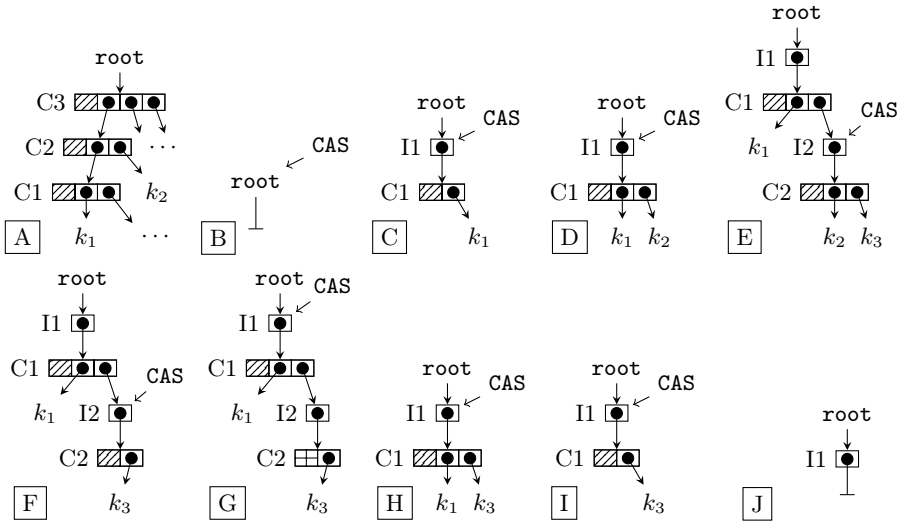 root
C3
C2
· · ·
C1
k1
k2
· · ·
A
CAS
root
B
root
CAS
I1
C1
k1
C
root
CAS
I1
C1
k1 k2
D
root
I1
C1
k1
CAS
I2
C2
k2 k3
E
root
I1
C1
k1
CAS
I2
C2
k3
F
root
CAS
I1
C1
k1
I2
C2
k3
G
root
CAS
I1
C1
k1 k3
H
root
CAS
I1
C1
k3
I
root
I1
J